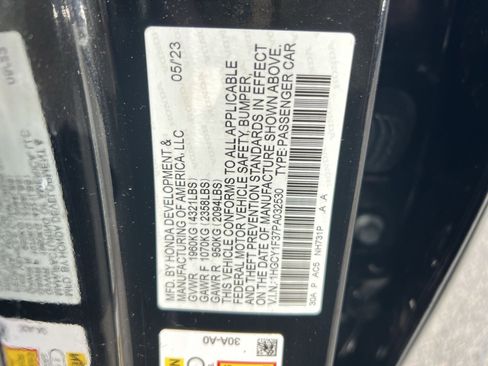 MFD. BY HONDA DEVELOPMENT &
MANUFACTURING OF AMERICA, LLC 05/23
GVWR 1960KG (4321LBS)
GAWR F 1070KG (2358LBS)
GAWR R 950KG (2094LBS)
THIS VEHICLE CONFORMS TO ALL APPLICABLE
FEDERAL MOTOR VEHICLE SAFETY, BUMPER,
AND THEFT PREVENTION STANDARDS IN EFFECT
ON THE DATE OF MANUFACTURE SHOWN ABOVE.
V.I.N.: 1HGCY1F37PA032530 TYPE: PASSENGER CAR
30A P AC5 NH731P A A
30A-A0